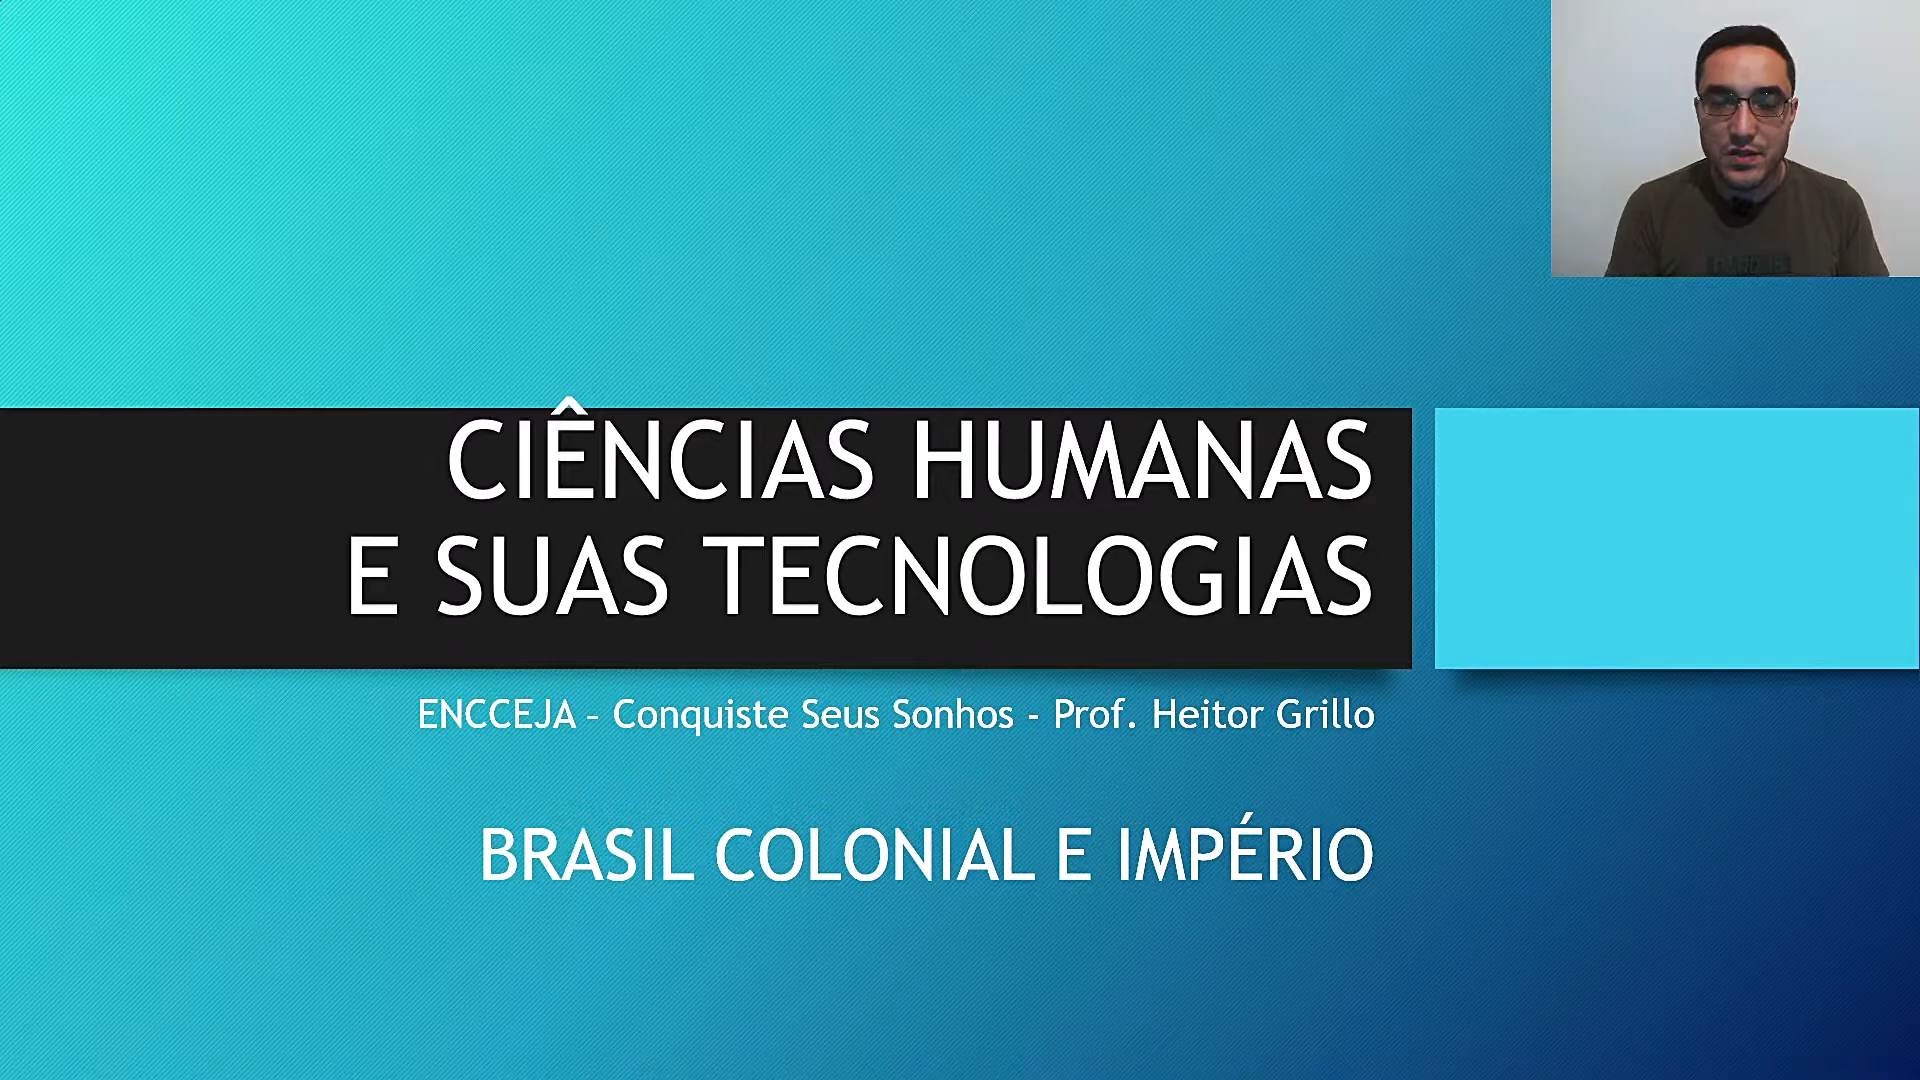 CIÊNCIAS HUMANAS
E SUAS TECNOLOGIAS
ENCCEJA – Conquiste Seus Sonhos - Prof. Heitor Grillo
BRASIL COLONIAL E IMPÉRIO